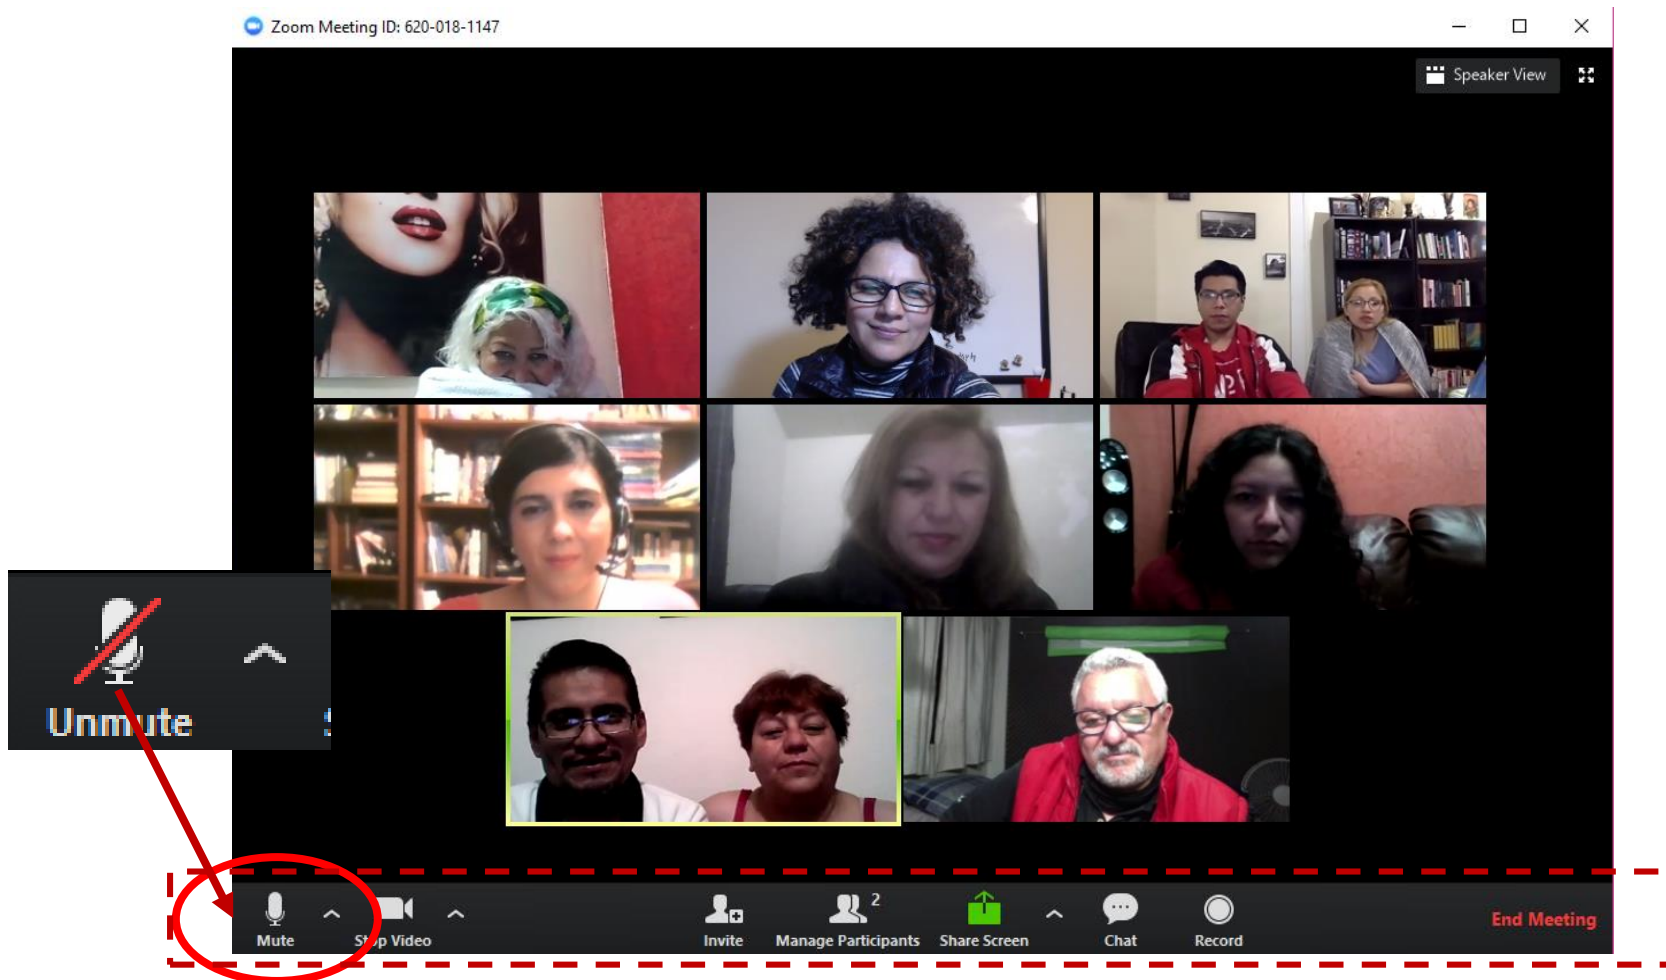 Zoom Meeting ID: 620-018-1147
Speaker View
Unmute
Mute
Stop Video
Invite
2
Manage Participants
Share Screen
Chat
Record
End Meeting